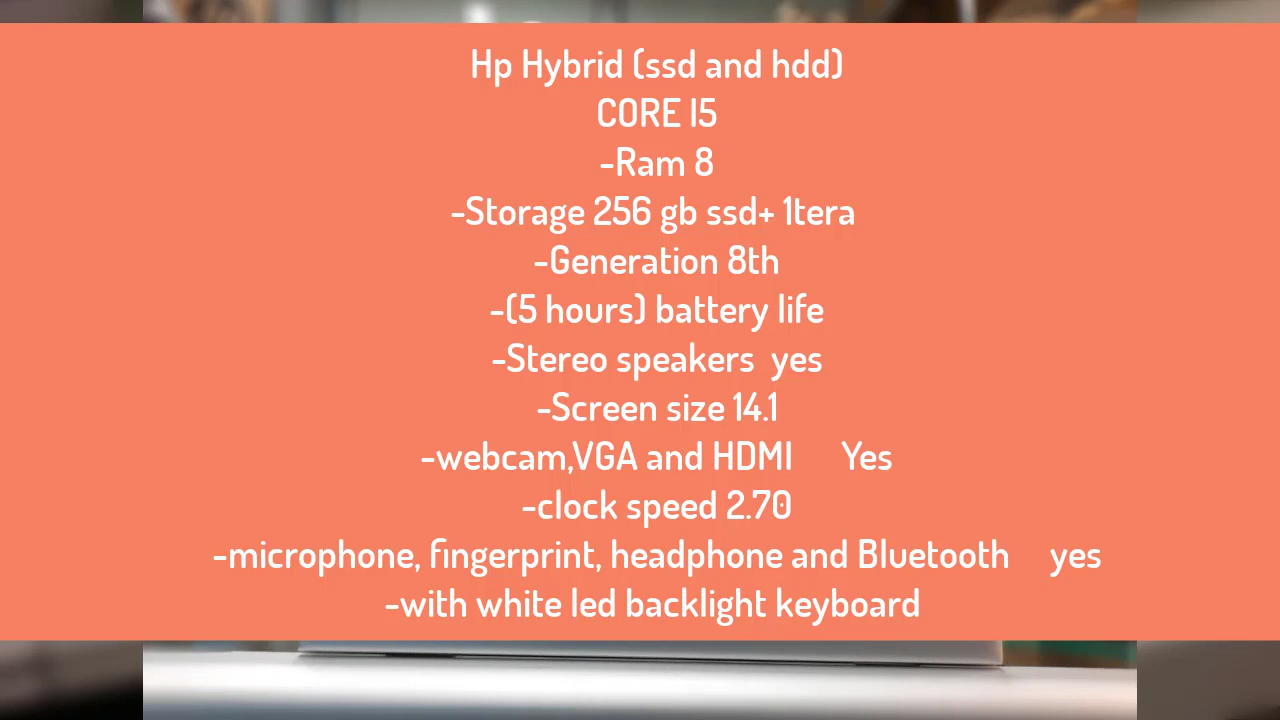 Hp Hybrid (ssd and hdd)
CORE I5
-Ram 8
-Storage 256 gb ssd+ 1tera
-Generation 8th
-(5 hours) battery life
-Stereo speakers  yes
-Screen size 14.1
-webcam,VGA and HDMI      Yes
-clock speed 2.70
-microphone, fingerprint, headphone and Bluetooth     yes
-with white led backlight keyboard